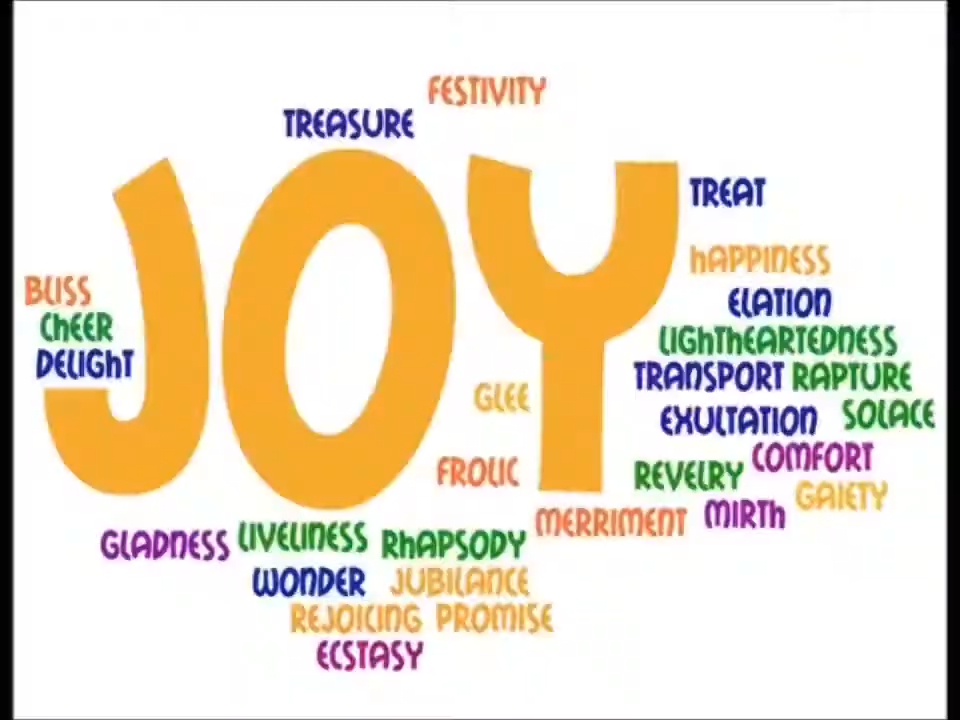 FESTIVITY
TREASURE
JOY
TREAT
hAPPINESS
BLISS
ELATION
ChEER
LIGhThEARTEDNESS
DELIGhT
TRANSPORT RAPTURE
GLEE
EXULTATION SOLACE
FROLIC
REVELRY COMFORT
GAIETY
MERRIMENT MIRTh
GLADNESS LIVELINESS RhAPSODY
WONDER JUBILANCE
REJOICING PROMISE
ECSTASY